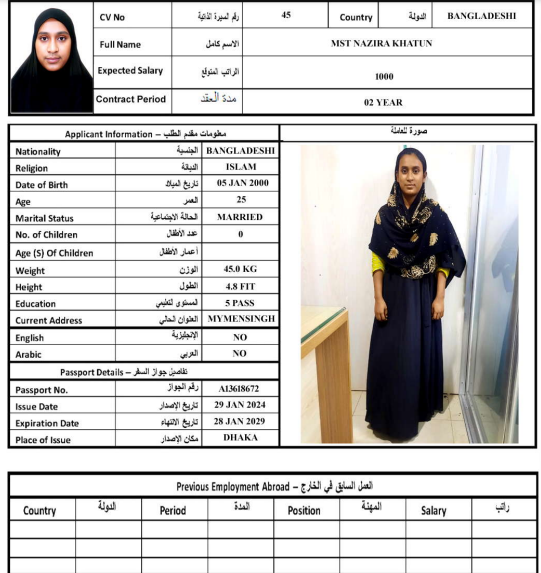 CV No رقم السيرة الذاتية 45 Country الدولة BANGLADESHI
Full Name الاسم كامل MST NAZIRA KHATUN
Expected Salary الراتب المتوقع 1000
Contract Period مدة الْعقد 02 YEAR
Applicant Information – معلومات مقدم الطلب
صورة للعاملة
Nationality الجنسية BANGLADESHI
Religion الديانة ISLAM
Date of Birth تاريخ الميلاد 05 JAN 2000
Age العمر 25
Marital Status الحالة الاجتماعية MARRIED
No. of Children عدد الأطفال 0
Age (S) Of Children أعمار الأطفال
Weight الوزن 45.0 KG
Height الطول 4.8 FIT
Education المستوى التعليمي 5 PASS
Current Address العنوان الحالي MYMENSINGH
English الإنجليزية NO
Arabic العربي NO
Passport Details – تفاصيل جواز السفر
Passport No. رقم الجواز A13618672
Issue Date تاريخ الإصدار 29 JAN 2024
Expiration Date تاريخ الانتهاء 28 JAN 2029
Place of Issue مكان الإصدار DHAKA
Previous Employment Abroad – العمل السابق في الخارج
Country الدولة Period المدة Position المهنة Salary راتب